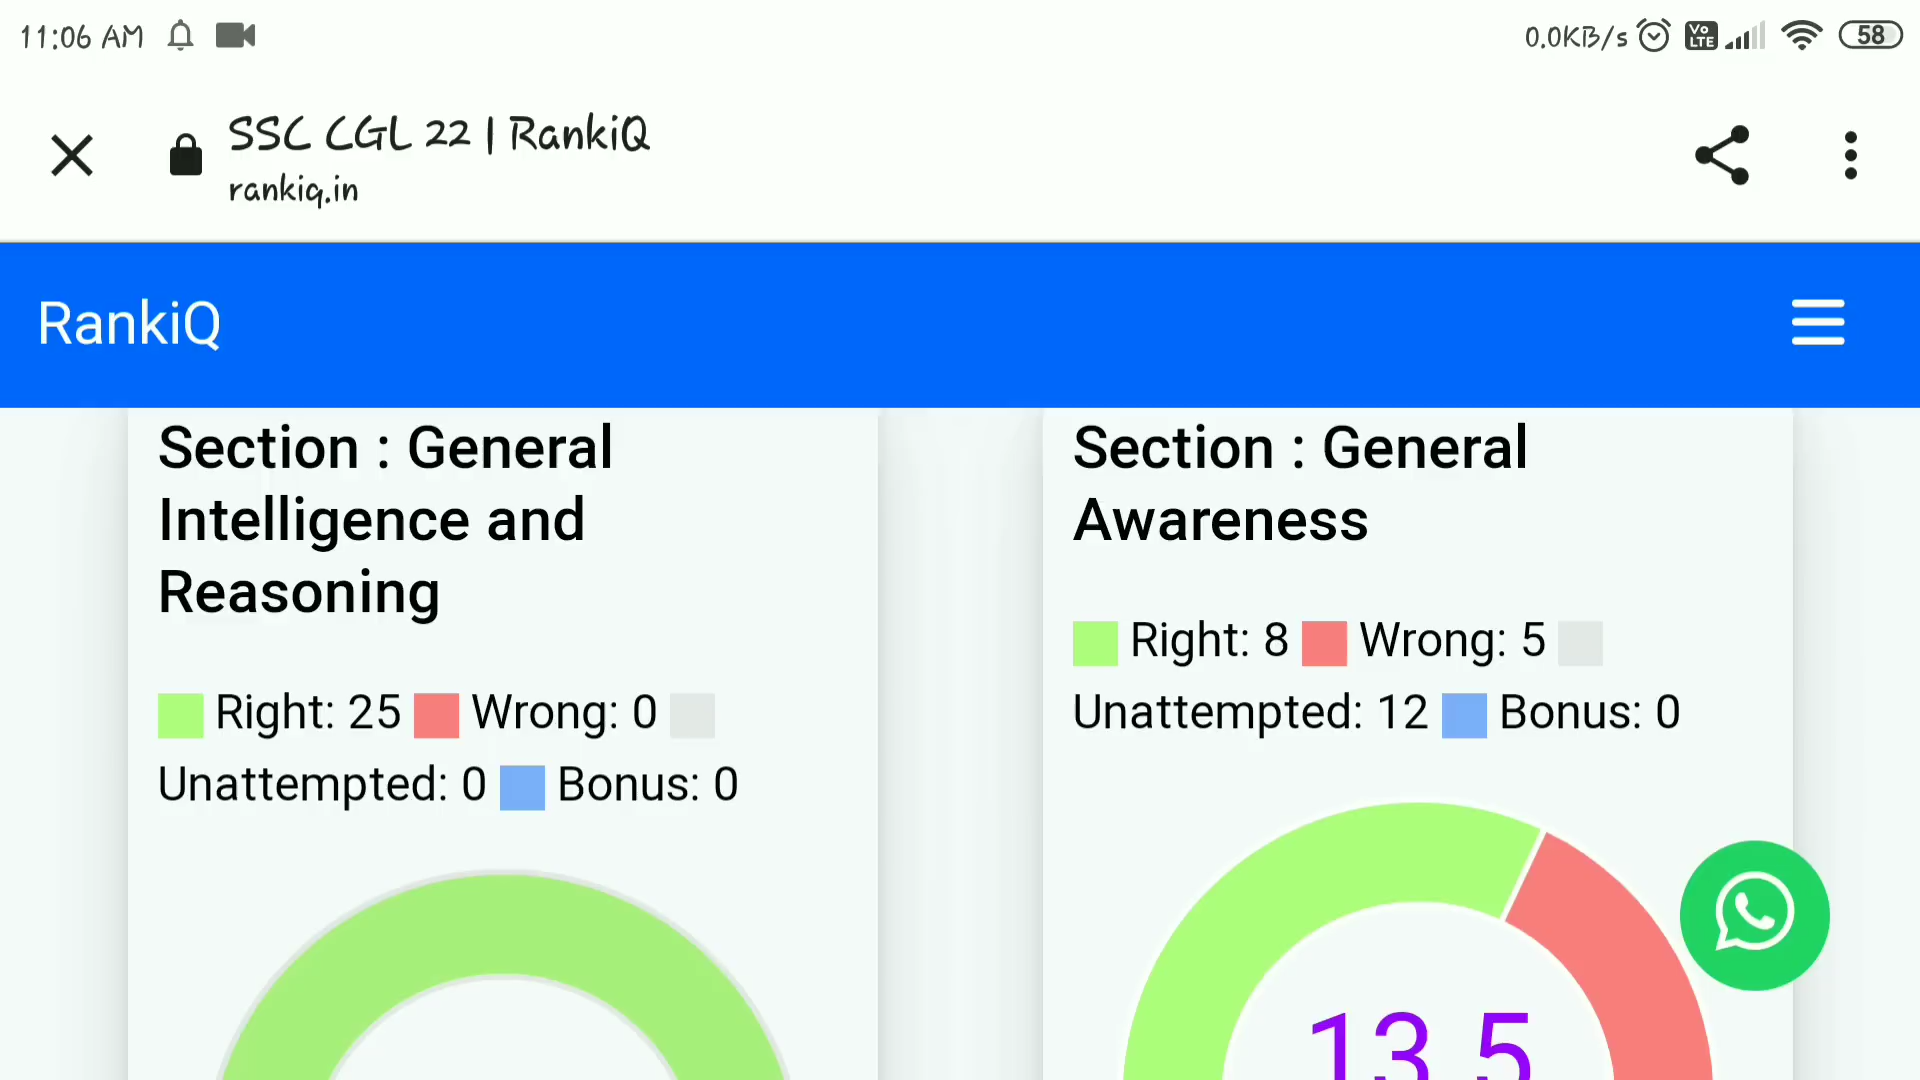 11:06 AM
0.0KB/s
Vo LTE
58
SSC CGL 22 | RankiQ
rankiq.in
RankiQ
Section : General
Intelligence and
Reasoning
Right: 25 Wrong: 0
Unattempted: 0 Bonus: 0
Section : General
Awareness
Right: 8 Wrong: 5
Unattempted: 12 Bonus: 0
13.5